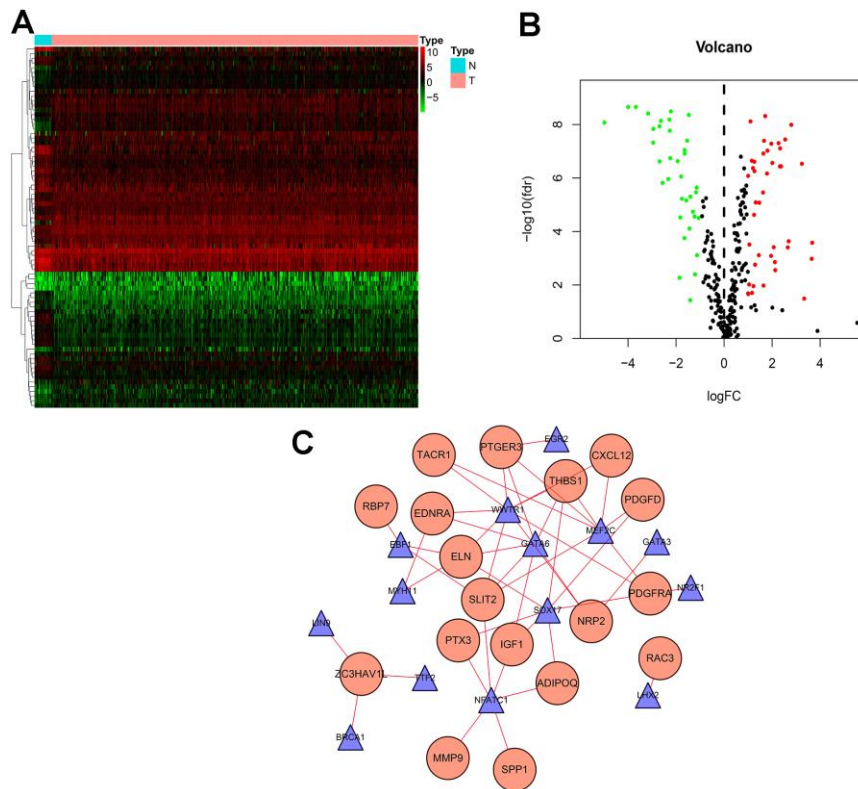 A
Type
10
5
0
−5
Type
N
T
B
Volcano
−log10(fdr)
8
6
4
2
0
−4
−2
0
2
4
logFC
C
PTGER3
EGR2
TACR1
CXCL12
THBS1
RBP7
EDNRA
WWTR1
PDGFD
MEF2C
EBF1
GATA6
GATA3
ELN
MYH11
SLIT2
PDGFRA
NR2F1
SOX17
NRP2
LIN9
PTX3
IGF1
RAC3
ZC3HAV1L
TTF2
ADIPOQ
LHX2
NFATC1
BRCA1
MMP9
SPP1